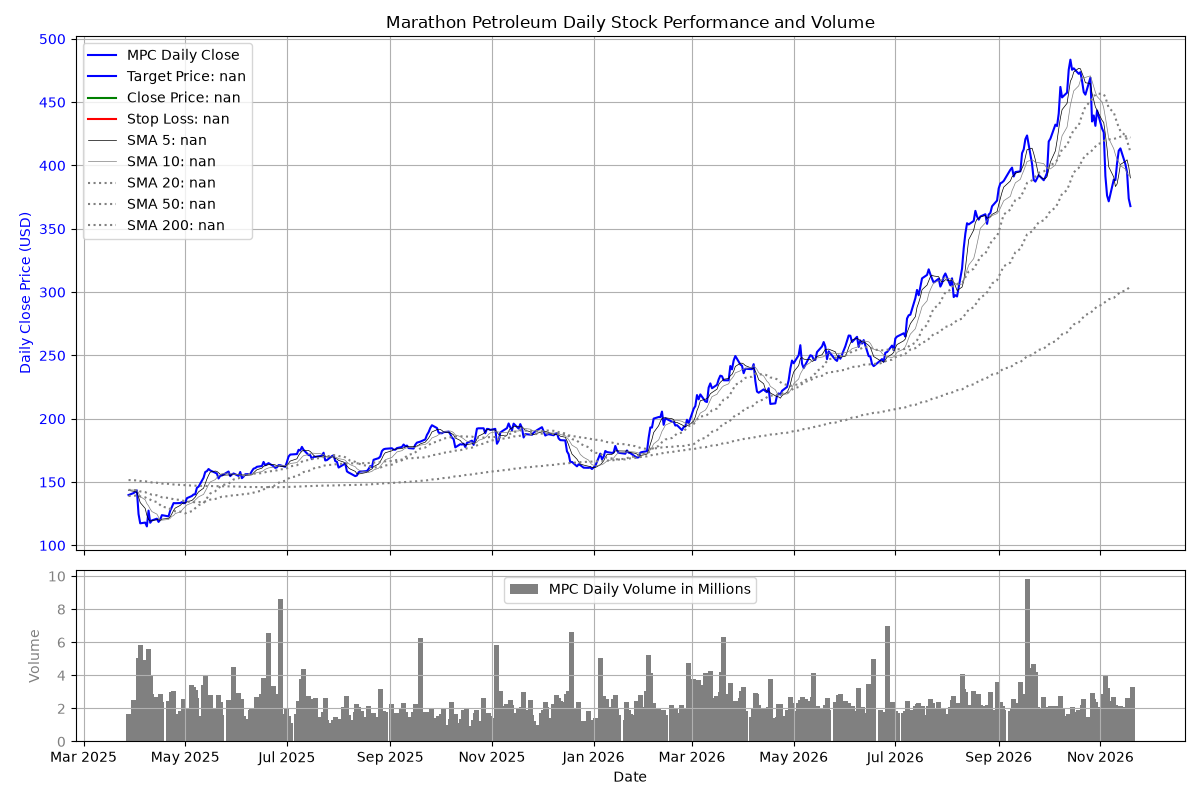 Marathon Petroleum Daily Stock Performance and Volume
MPC Daily Close
Target Price: nan
Close Price: nan
Stop Loss: nan
SMA 5: nan
SMA 10: nan
SMA 20: nan
SMA 50: nan
SMA 200: nan
Daily Close Price (USD)
500
450
400
350
300
250
200
150
100
MPC Daily Volume in Millions
Volume
10
8
6
4
2
0
Mar 2025 May 2025 Jul 2025 Sep 2025 Nov 2025 Jan 2026 Mar 2026 May 2026 Jul 2026 Sep 2026 Nov 2026
Date